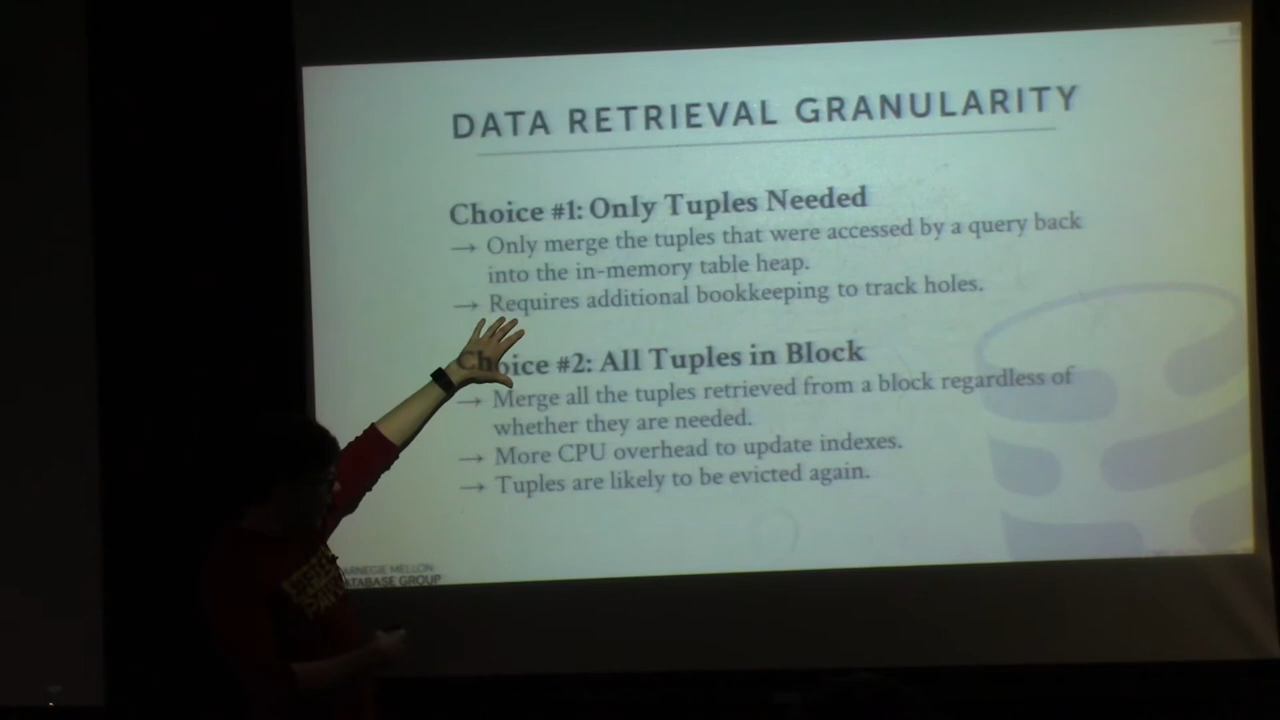 DATA RETRIEVAL GRANULARITY
Choice #1: Only Tuples Needed
→ Only merge the tuples that were accessed by a query back
into the in-memory table heap.
→ Requires additional bookkeeping to track holes.
Choice #2: All Tuples in Block
→ Merge all the tuples retrieved from a block regardless of
whether they are needed.
→ More CPU overhead to update indexes.
→ Tuples are likely to be evicted again.
ARNEGIE MELLON
ATABASE GROUP